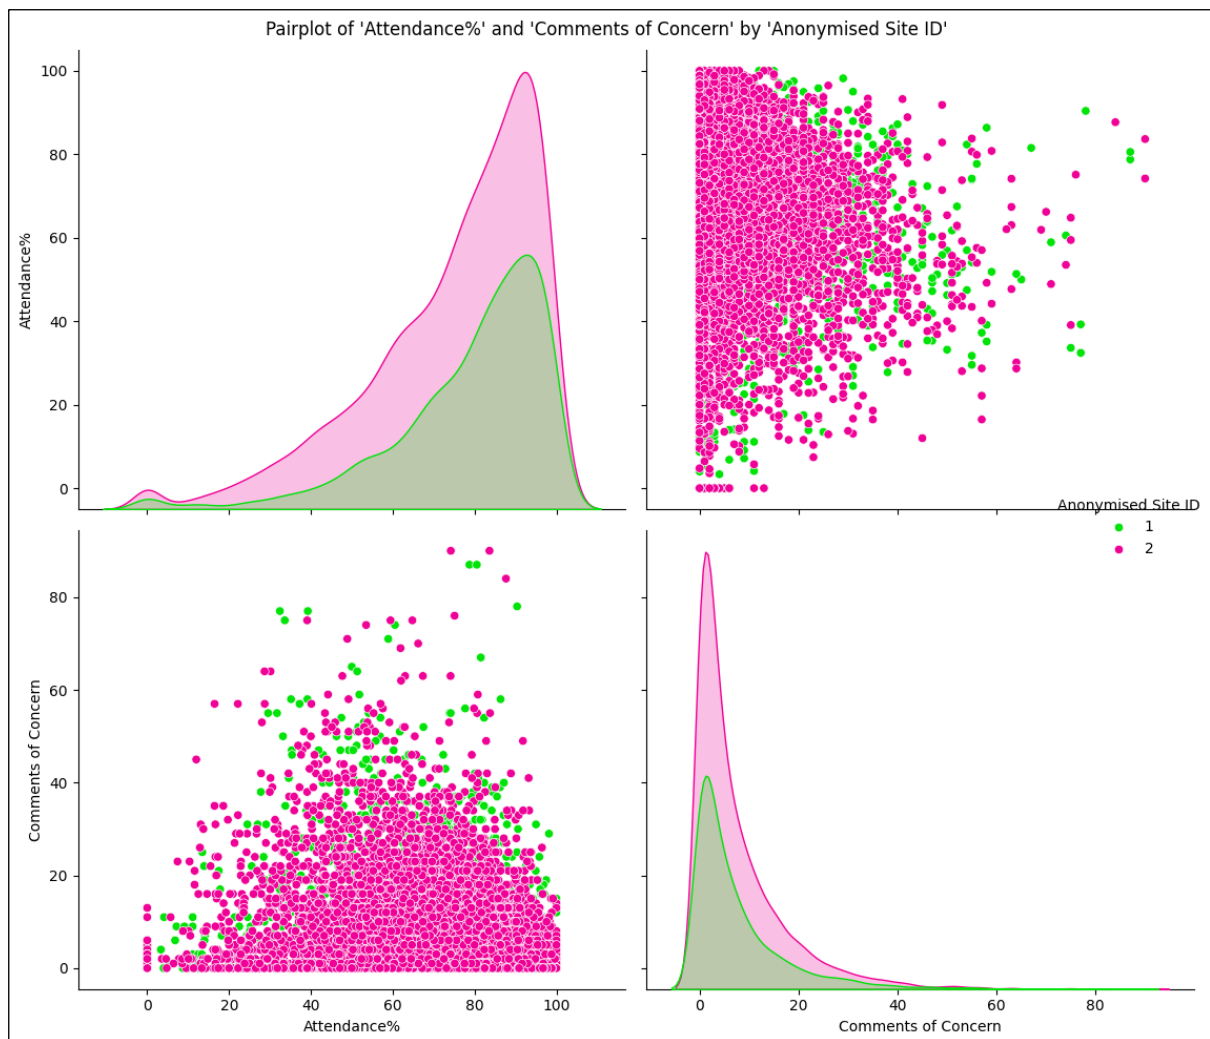 Pairplot of 'Attendance%' and 'Comments of Concern' by 'Anonymised Site ID'
100
80
60
40
20
0
Attendance%
Anonymised Site ID
1
2
80
60
40
20
0
Comments of Concern
0 20 40 60 80 100
Attendance%
0 20 40 60 80
Comments of Concern